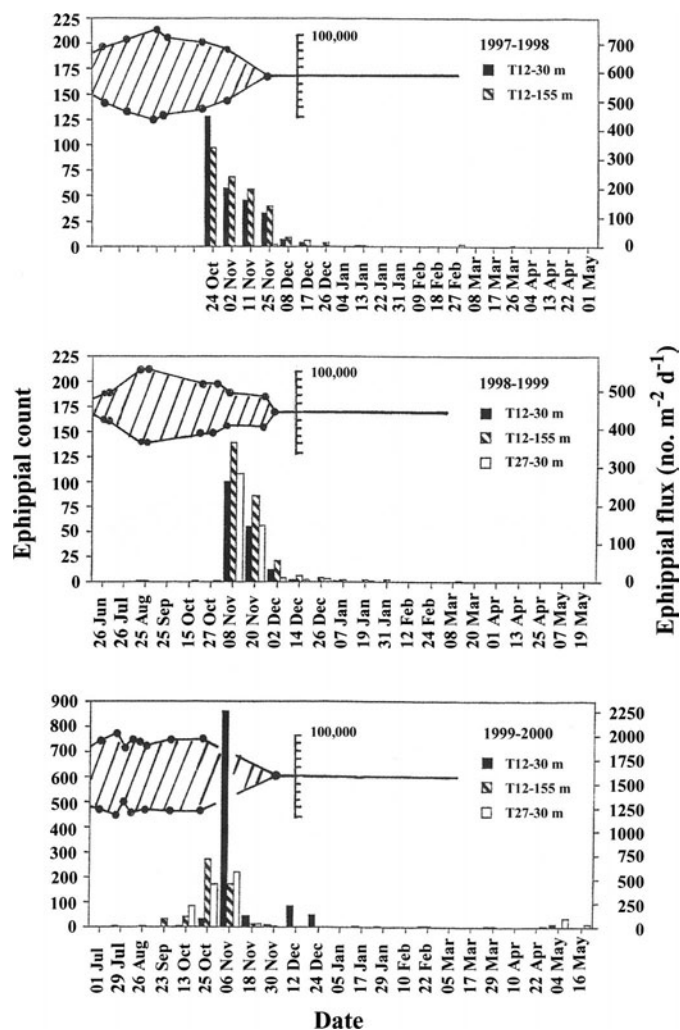 225
200
175
150
125
100
75
50
25
0
100,000
1997-1998
T12-30 m
T12-155 m
700
600
500
400
300
200
100
0
24 Oct
02 Nov
11 Nov
25 Nov
08 Dec
17 Dec
26 Dec
04 Jan
13 Jan
22 Jan
31 Jan
09 Feb
18 Feb
27 Feb
08 Mar
17 Mar
26 Mar
04 Apr
13 Apr
22 Apr
01 May
Ephippial count
225
200
175
150
125
100
75
50
25
0
100,000
1998-1999
T12-30 m
T12-155 m
T27-30 m
500
400
300
200
100
0
Ephippial flux (no. m-2 d-1)
26 Jun
26 Jul
25 Aug
25 Sep
15 Oct
27 Oct
08 Nov
20 Nov
02 Dec
14 Dec
26 Dec
07 Jan
19 Jan
31 Jan
12 Feb
24 Feb
08 Mar
20 Mar
01 Apr
13 Apr
25 Apr
07 May
19 May
900
800
700
600
500
400
300
200
100
0
100,000
1999-2000
T12-30 m
T12-155 m
T27-30 m
2250
2000
1750
1500
1250
1000
750
500
250
0
01 Jul
29 Jul
26 Aug
23 Sep
13 Oct
25 Oct
06 Nov
18 Nov
30 Nov
12 Dec
24 Dec
05 Jan
17 Jan
29 Jan
10 Feb
22 Feb
05 Mar
17 Mar
29 Mar
10 Apr
22 Apr
04 May
16 May
Date